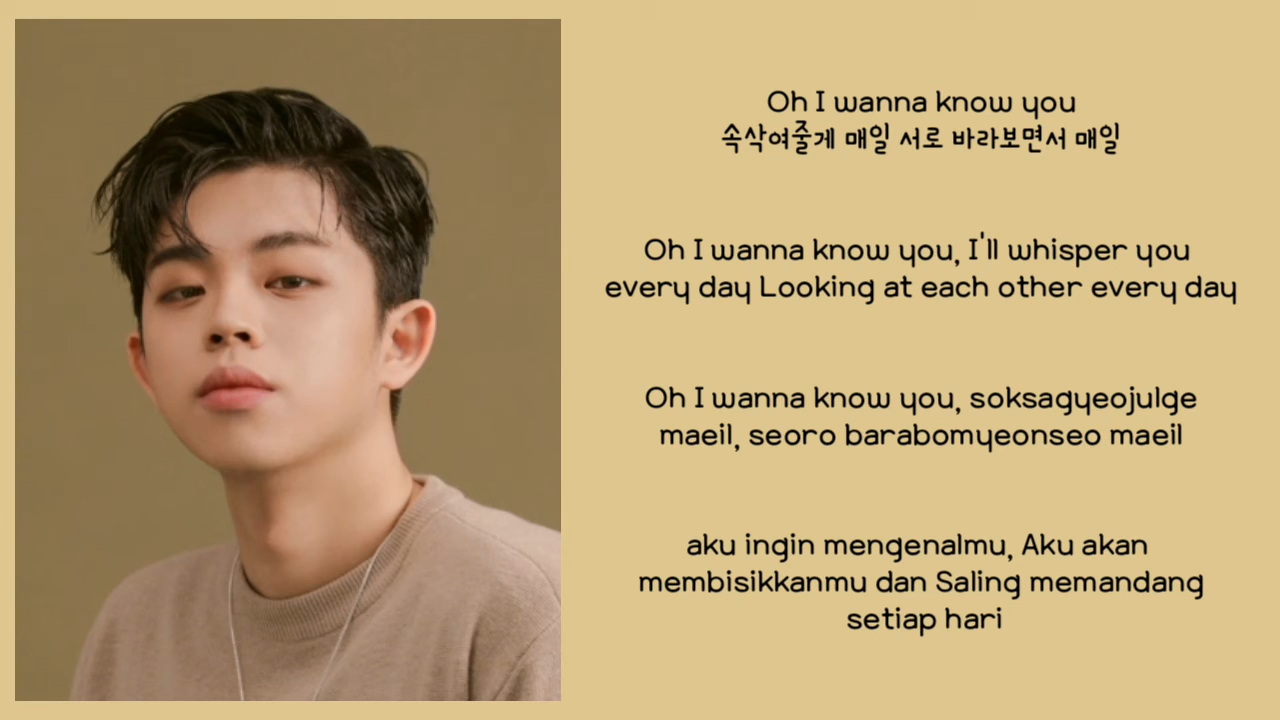 Oh I wanna know you
속삭여줄게 매일 서로 바라보면서 매일
Oh I wanna know you, I'll whisper you
every day Looking at each other every day
Oh I wanna know you, soksagyeojulge
maeil, seoro barabomyeonseo maeil
aku ingin mengenalmu, Aku akan
membisikkanmu dan Saling memandang
setiap hari